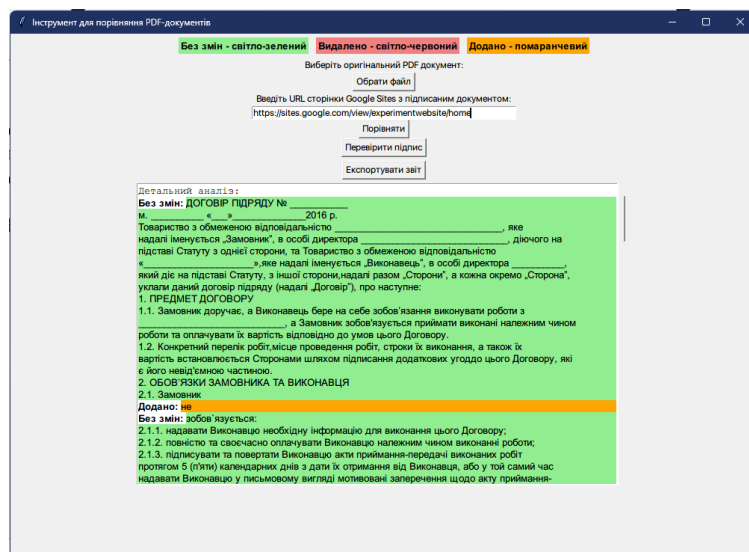 Інструмент для порівняння PDF-документів
Без змін - світло-зелений Видалено - світло-червоний Додано - помаранчевий
Виберіть оригінальний PDF документ:
Обрати файл
Введіть URL сторінки Google Sites з підписаним документом:
https://sites.google.com/view/experimentwebsite/home
Порівняти
Перевірити підпис
Експортувати звіт
Детальний аналіз:
Без змін: ДОГОВІР ПІДРЯДУ № ___________
м. __________ «___»______________2016 р.
Товариство з обмеженою відповідальністю ________________________________, яке
надалі іменується „Замовник", в особі директора ____________________________, діючого на
підставі Статуту з однієї сторони, та Товариство з обмеженою відповідальністю
«_____________________»,яке надалі іменується „Виконавець", в особі директора __________,
який діє на підставі Статуту, з іншої сторони,надалі разом „Сторони", а кожна окремо „Сторона",
уклали даний договір підряду (надалі „Договір"), про наступне:
1. ПРЕДМЕТ ДОГОВОРУ
1.1. Замовник доручає, а Виконавець бере на себе зобов'язання виконувати роботи з
____________________________, а Замовник зобов'язується приймати виконані належним чином
роботи та оплачувати їх вартість відповідно до умов цього Договору.
1.2. Конкретний перелік робіт,місце проведення робіт, строки їх виконання, а також їх
вартість встановлюється Сторонами шляхом підписання додаткових угоддо цього Договору, які
є його невід'ємною частиною.
2. ОБОВ'ЯЗКИ ЗАМОВНИКА ТА ВИКОНАВЦЯ
2.1. Замовник
Додано: не
Без змін: зобов`язується:
2.1.1. надавати Виконавцю необхідну інформацію для виконання цього Договору;
2.1.2. повністю та своєчасно оплачувати Виконавцю належним чином виконанні роботи;
2.1.3. підписувати та повертати Виконавцю акти приймання-передачі виконаних робіт
протягом 5 (п'яти) календарних днів з дати їх отримання від Виконавця, або у той самий час
надавати Виконавцю у письмовому вигляді мотивовані заперечення щодо акту приймання-